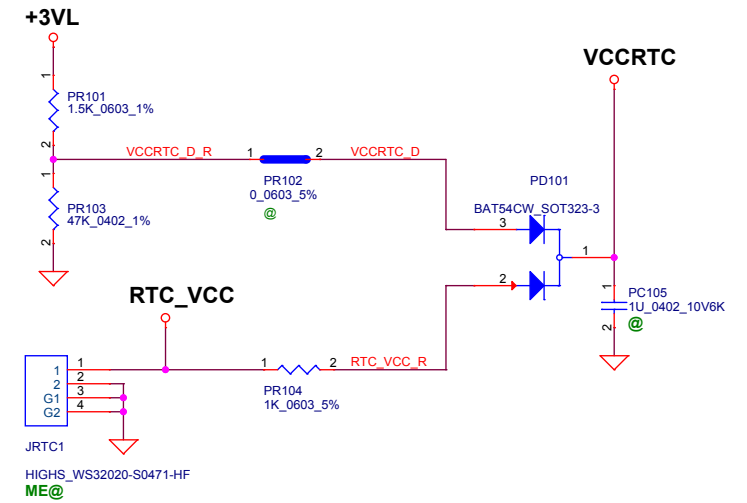 +3VL
VCCRTC
1
PR101
1.5K_0603_1%
2
VCCRTC_D_R
1
2
VCCRTC_D
1
PR102
0_0603_5%
@
PR103
47K_0402_1%
2
PD101
BAT54CW_SOT323-3
3
1
2
RTC_VCC
1
PC105
1U_0402_10V6K
2
@
1
2
G1
G2
1
2
3
4
1
2
RTC_VCC_R
PR104
1K_0603_5%
JRTC1
HIGHS_WS32020-S0471-HF
ME@